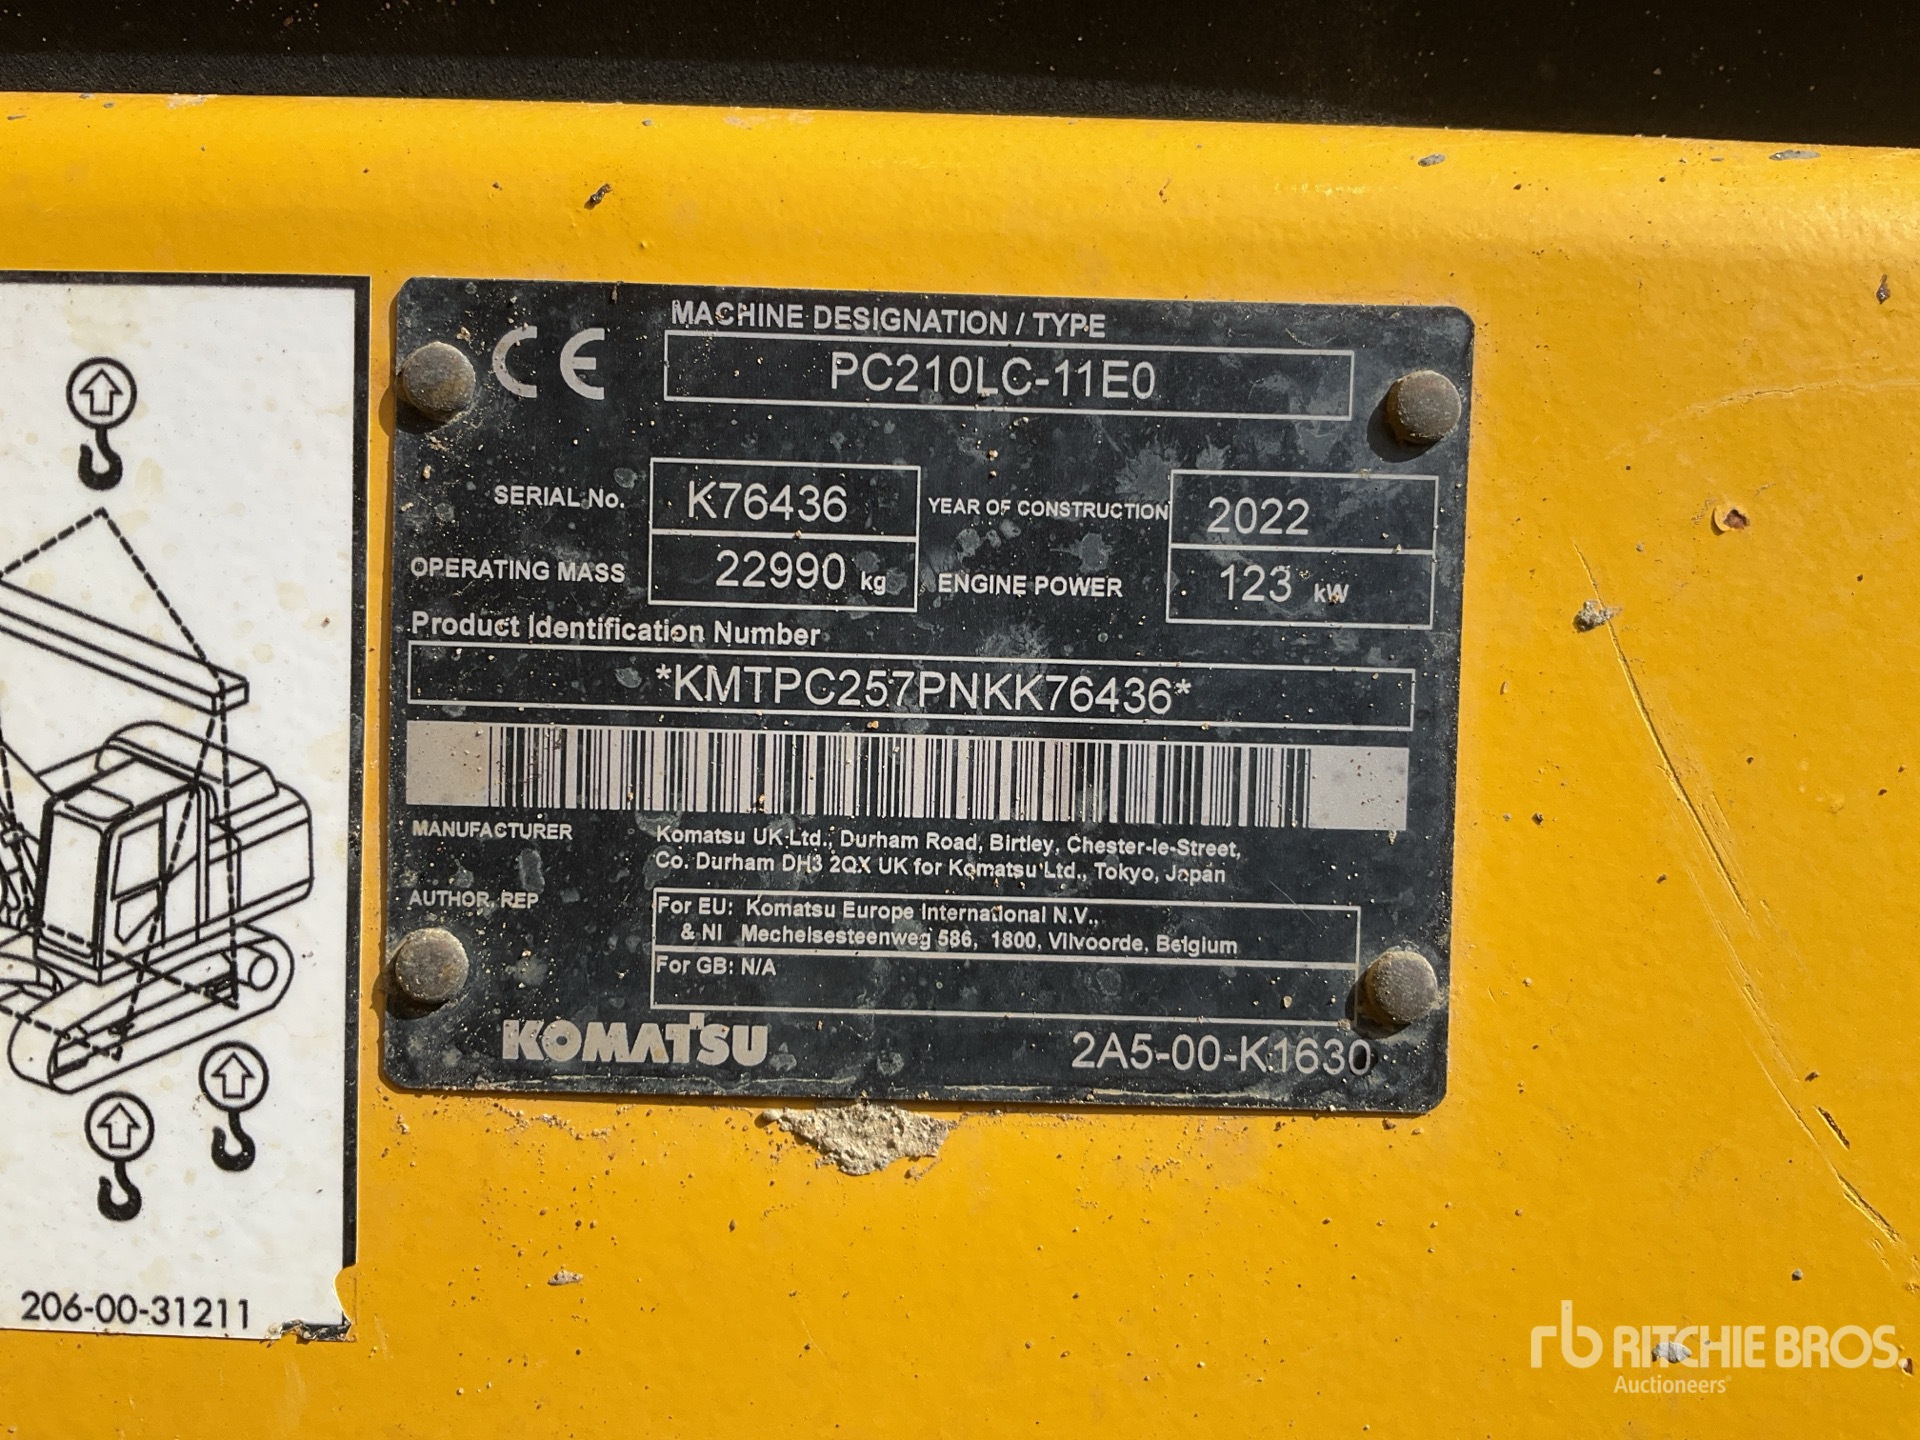 CE
MACHINE DESIGNATION / TYPE
PC210LC-11E0
SERIAL No. K76436 YEAR OF CONSTRUCTION 2022
OPERATING MASS 22990 kg ENGINE POWER 123 kW
Product Identification Number
*KMTPC257PNKK76436*
MANUFACTURER Komatsu UK Ltd., Durham Road, Birtley, Chester-le-Street,
Co. Durham DH3 2QX UK for Komatsu Ltd., Tokyo, Japan
AUTHOR. REP For EU: Komatsu Europe International N.V.,
& NI Mechelsesteenweg 586, 1800, Vilvoorde, Belgium
For GB: N/A
KOMATSU 2A5-00-K1630
206-00-31211
rb RITCHIE BROS.
Auctioneers